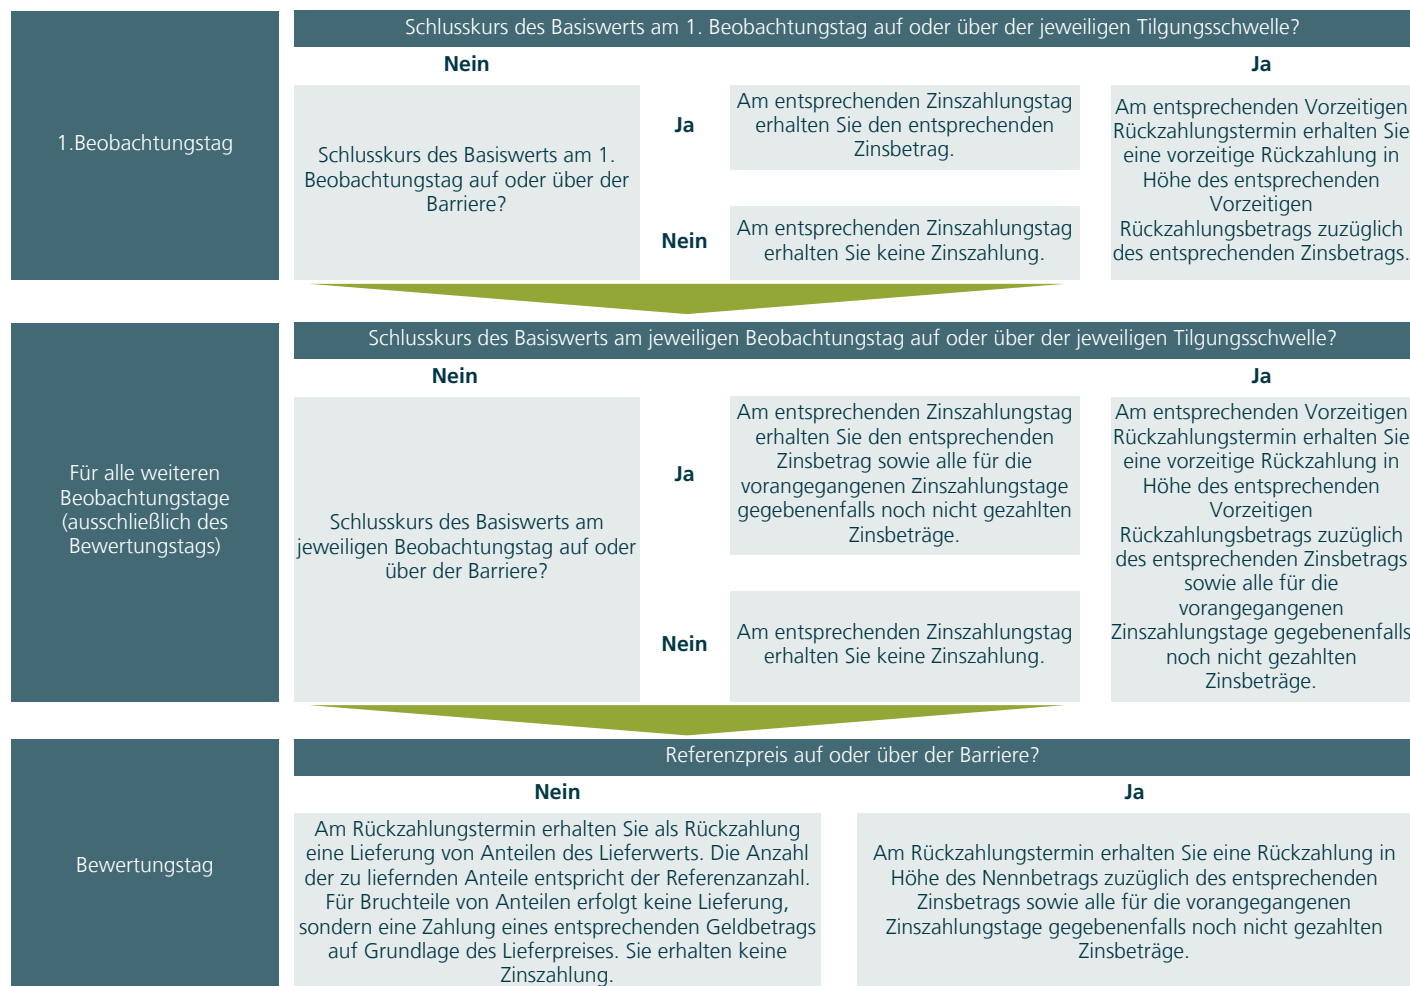 1.Beobachtungstag
Schlusskurs des Basiswerts am 1. Beobachtungstag auf oder über der jeweiligen Tilgungsschwelle?
Nein
Ja
Schlusskurs des Basiswerts am 1.
Beobachtungstag auf oder über der
Barriere?
Ja
Am entsprechenden Zinszahlungstag
erhalten Sie den entsprechenden
Zinsbetrag.
Nein
Am entsprechenden Zinszahlungstag
erhalten Sie keine Zinszahlung.
Am entsprechenden Vorzeitigen
Rückzahlungstermin erhalten Sie
eine vorzeitige Rückzahlung in
Höhe des entsprechenden
Vorzeitigen
Rückzahlungsbetrags zuzüglich
des entsprechenden Zinsbetrags.
Für alle weiteren
Beobachtungstage
(ausschließlich des
Bewertungstags)
Schlusskurs des Basiswerts am jeweiligen Beobachtungstag auf oder über der jeweiligen Tilgungsschwelle?
Nein
Ja
Schlusskurs des Basiswerts am
jeweiligen Beobachtungstag auf oder
über der Barriere?
Ja
Am entsprechenden Zinszahlungstag
erhalten Sie den entsprechenden
Zinsbetrag sowie alle für die
vorangegangenen Zinszahlungstage
gegebenenfalls noch nicht gezahlten
Zinsbeträge.
Nein
Am entsprechenden Zinszahlungstag
erhalten Sie keine Zinszahlung.
Am entsprechenden Vorzeitigen
Rückzahlungstermin erhalten Sie
eine vorzeitige Rückzahlung in
Höhe des entsprechenden
Vorzeitigen
Rückzahlungsbetrags zuzüglich
des entsprechenden Zinsbetrags
sowie alle für die
vorangegangenen
Zinszahlungstage gegebenenfalls
noch nicht gezahlten
Zinsbeträge.
Bewertungstag
Referenzpreis auf oder über der Barriere?
Nein
Ja
Am Rückzahlungstermin erhalten Sie als Rückzahlung
eine Lieferung von Anteilen des Lieferwerts. Die Anzahl
der zu liefernden Anteile entspricht der Referenzanzahl.
Für Bruchteile von Anteilen erfolgt keine Lieferung,
sondern eine Zahlung eines entsprechenden Geldbetrags
auf Grundlage des Lieferpreises. Sie erhalten keine
Zinszahlung.
Am Rückzahlungstermin erhalten Sie eine Rückzahlung in
Höhe des Nennbetrags zuzüglich des entsprechenden
Zinsbetrags sowie alle für die vorangegangenen
Zinszahlungstage gegebenenfalls noch nicht gezahlten
Zinsbeträge.